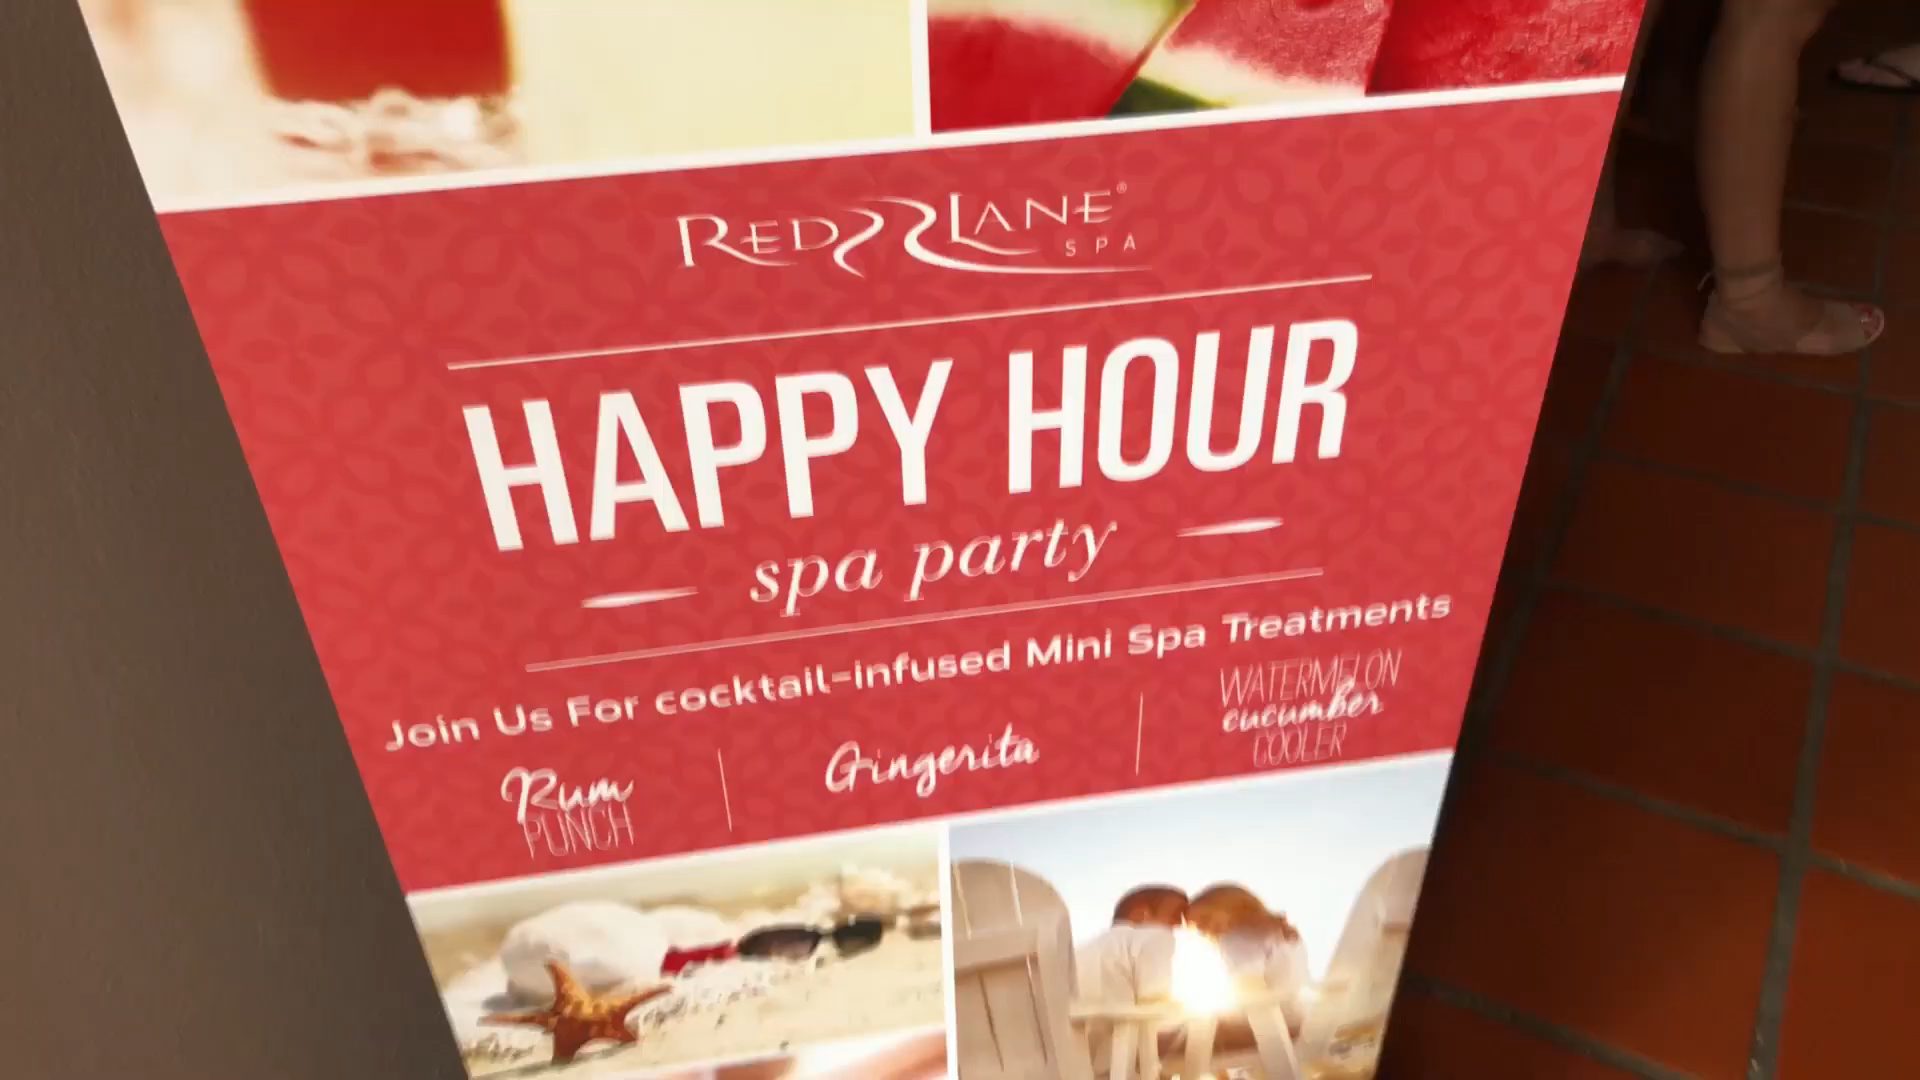 RED LANE®
SPA
HAPPY HOUR
spa party
Join Us For cocktail-infused Mini Spa Treatments
Rum
PUNCH
Gingerita
WATERMELON
cucumber
COOLER